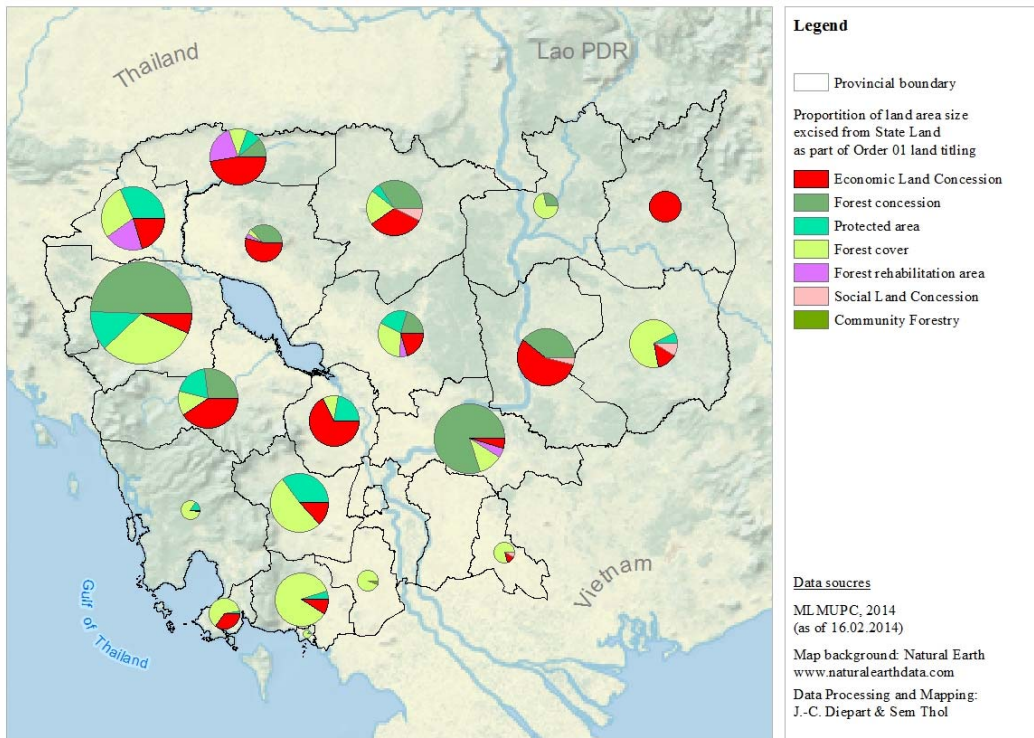 Thailand
Lao PDR
Vietnam
Gulf of Thailand
Legend
Provincial boundary
Proportition of land area size
excised from State Land
as part of Order 01 land titling
Economic Land Concession
Forest concession
Protected area
Forest cover
Forest rehabilitation area
Social Land Concession
Community Forestry
Data soucres
MLMUPC, 2014
(as of 16.02.2014)
Map background: Natural Earth
www.naturalearthdata.com
Data Processing and Mapping:
J.-C. Diepart & Sem Thol